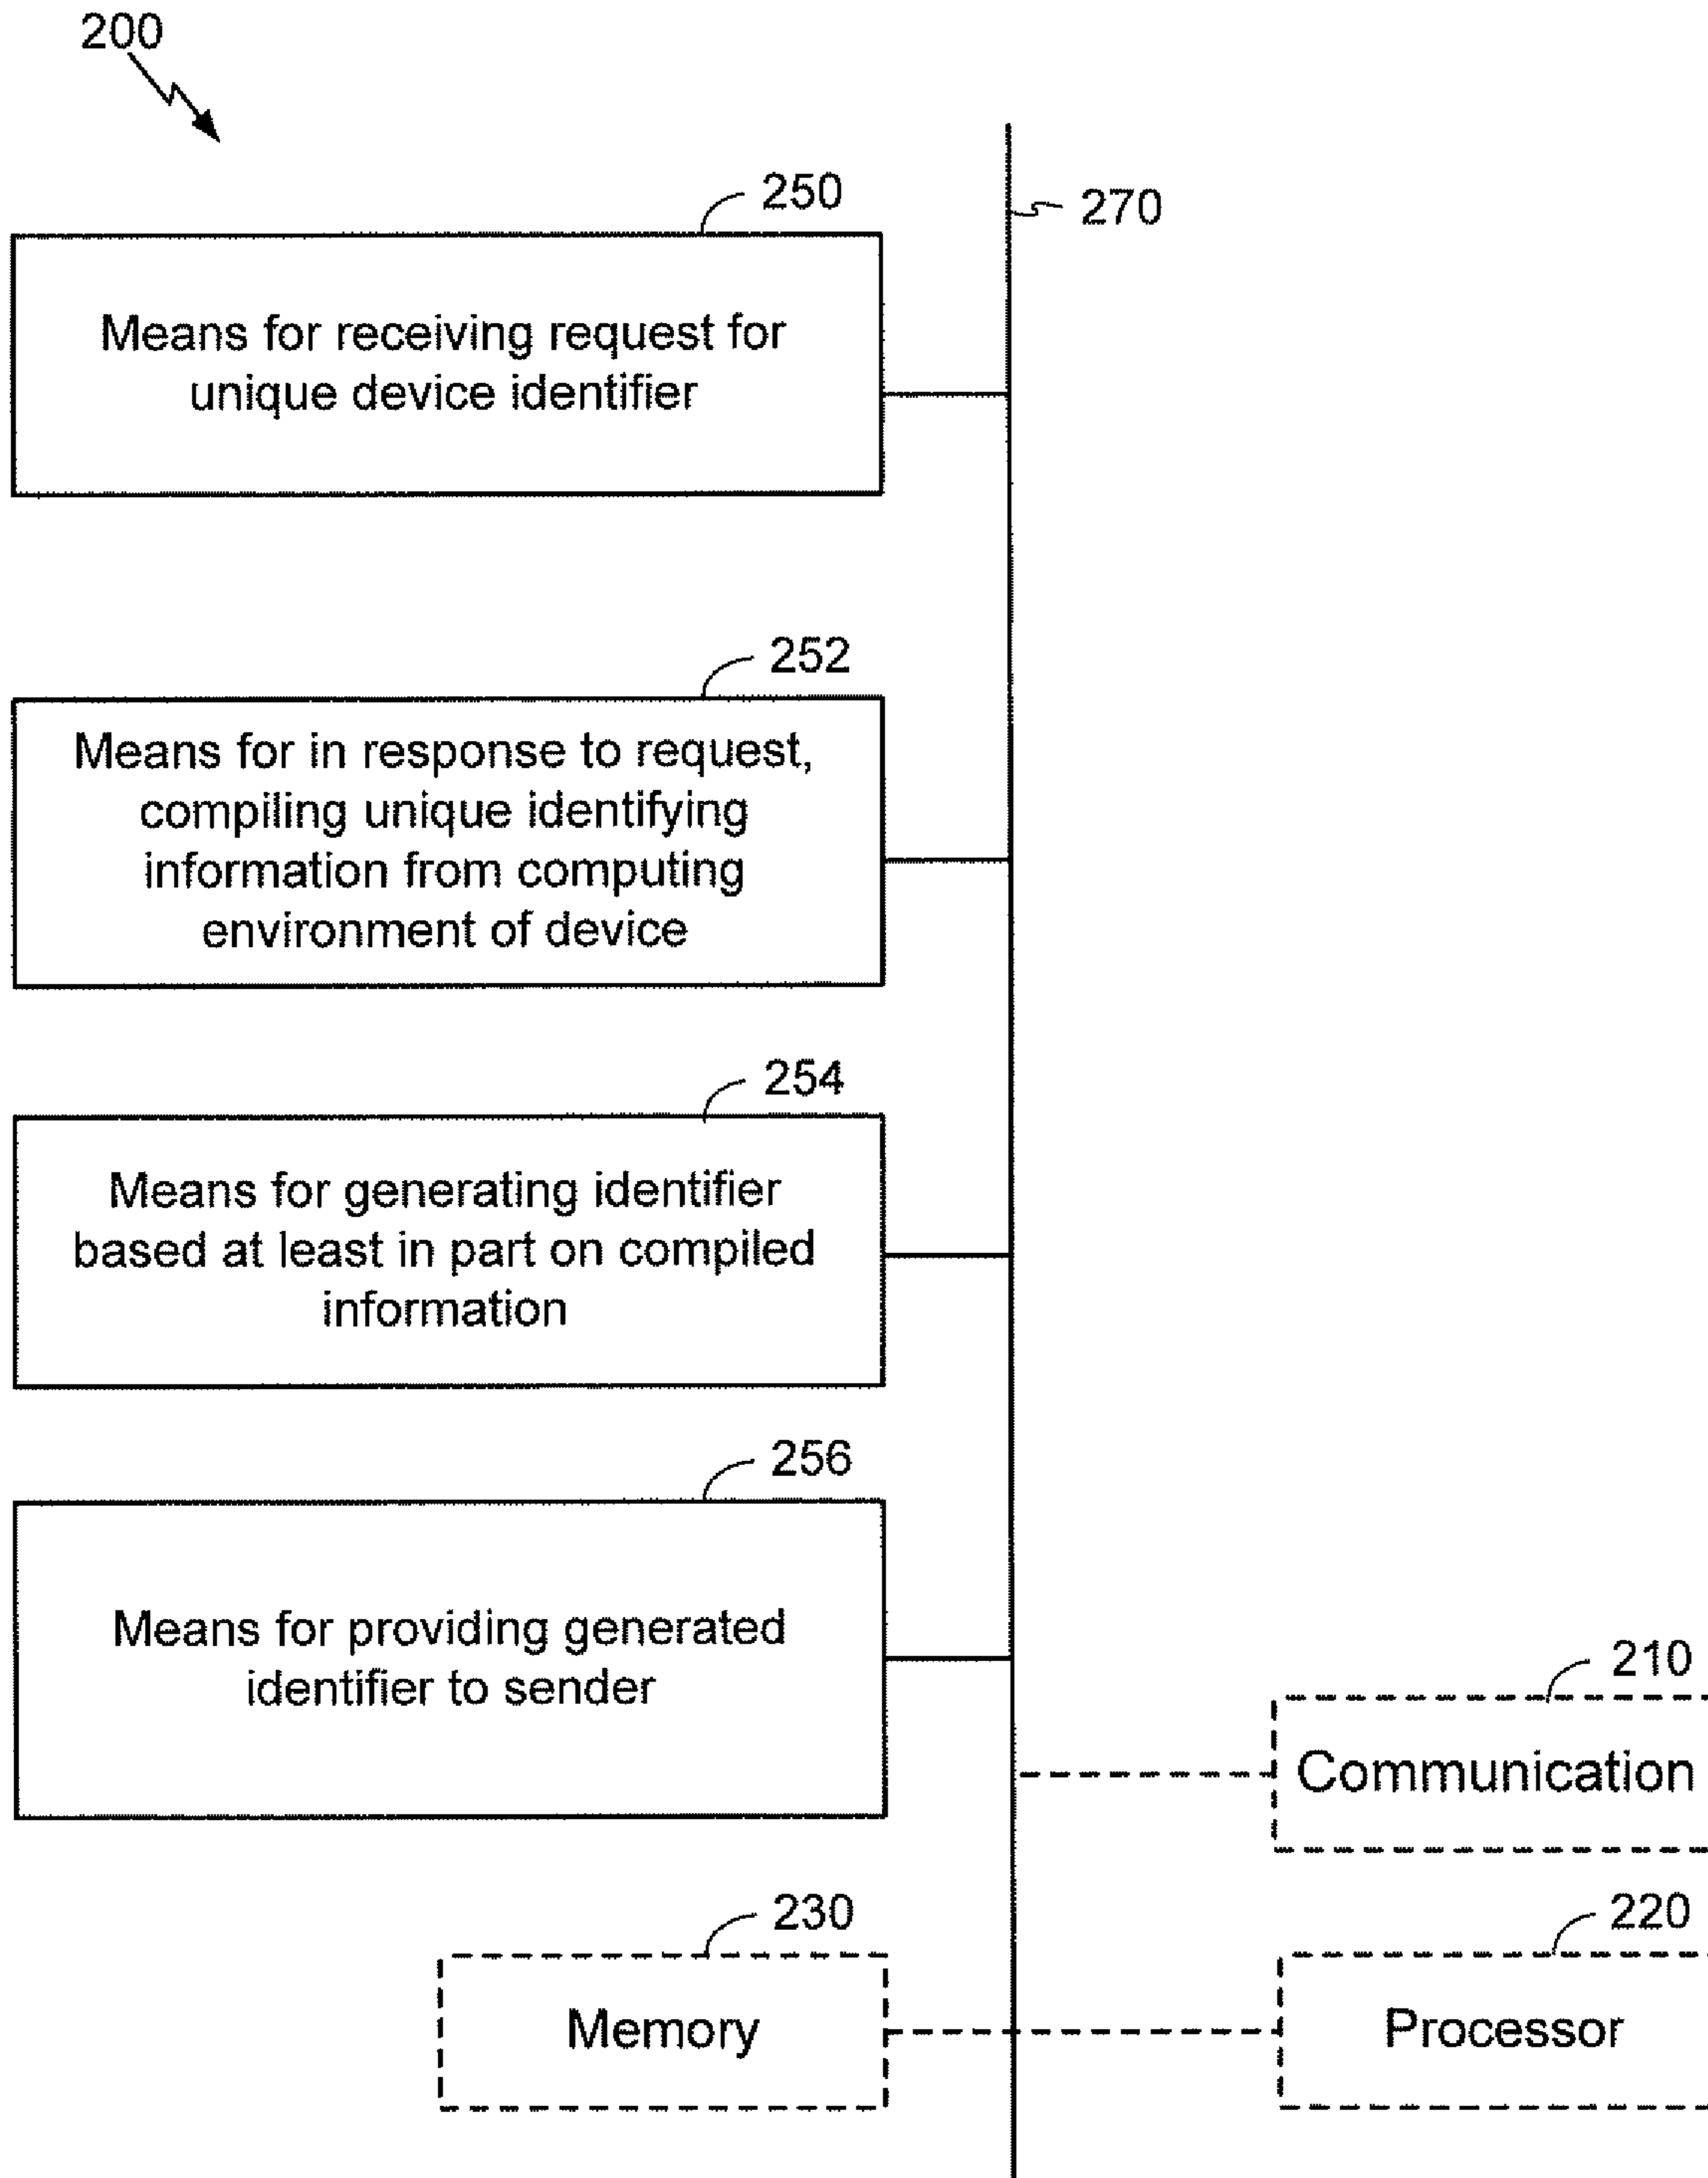 200
250
270
Means for receiving request for
unique device identifier
252
Means for in response to request,
compiling unique identifying
information from computing
environment of device
254
Means for generating identifier
based at least in part on compiled
information
256
Means for providing generated
identifier to sender
210
Communication
230
Memory
220
Processor